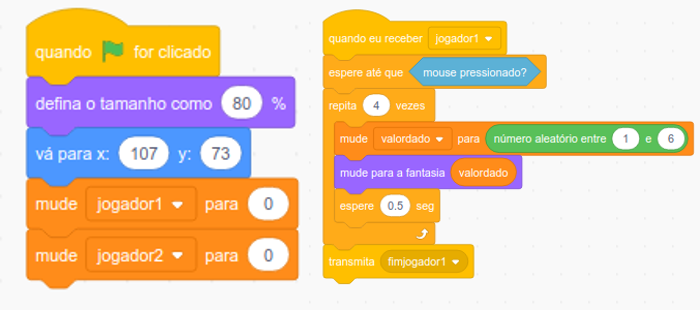 quando for clicado
defina o tamanho como 80 %
vá para x: 107 y: 73
mude jogador1 para 0
mude jogador2 para 0
quando eu receber jogador1
espere até que mouse pressionado?
repita 4 vezes
mude valordado para número aleatório entre 1 e 6
mude para a fantasia valordado
espere 0.5 seg
transmita fimjogador1